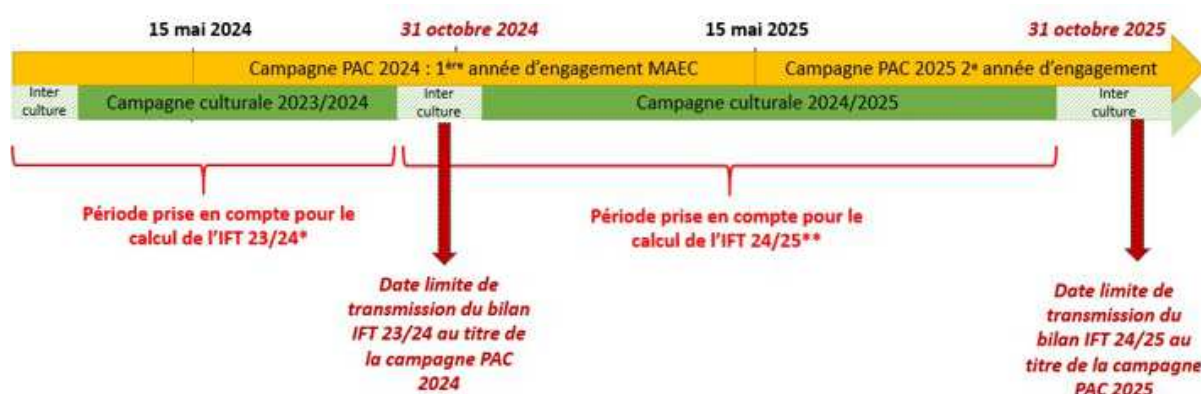 15 mai 2024
31 octobre 2024
15 mai 2025
31 octobre 2025
Campagne PAC 2024 : 1ère année d'engagement MAEC
Campagne PAC 2025 2e année d'engagement
Inter
culture
Campagne culturale 2023/2024
Inter
culture
Campagne culturale 2024/2025
Inter
culture
Période prise en compte pour le
calcul de l'IFT 23/24*
Période prise en compte pour le
calcul de l'IFT 24/25**
Date limite de
transmission du bilan
IFT 23/24 au titre de
la campagne PAC
2024
Date limite de
transmission du
bilan IFT 24/25 au
titre de la campagne
PAC 2025